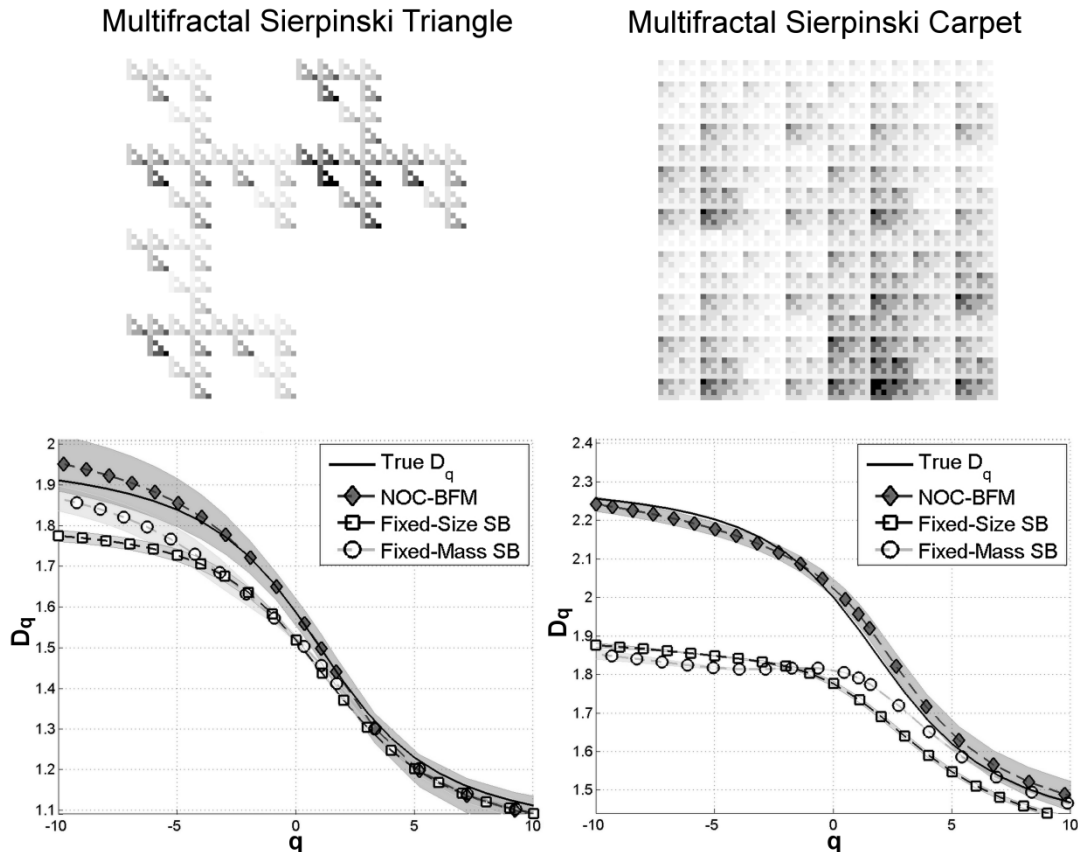 Multifractal Sierpinski Triangle
Multifractal Sierpinski Carpet
2
1.9
1.8
1.7
1.6
1.5
1.4
1.3
1.2
1.1
Dq
-10
-5
0
5
10
q
True Dq
NOC-BFM
Fixed-Size SB
Fixed-Mass SB
2.4
2.3
2.2
2.1
2
1.9
1.8
1.7
1.6
1.5
Dq
-10
-5
0
5
10
q
True Dq
NOC-BFM
Fixed-Size SB
Fixed-Mass SB